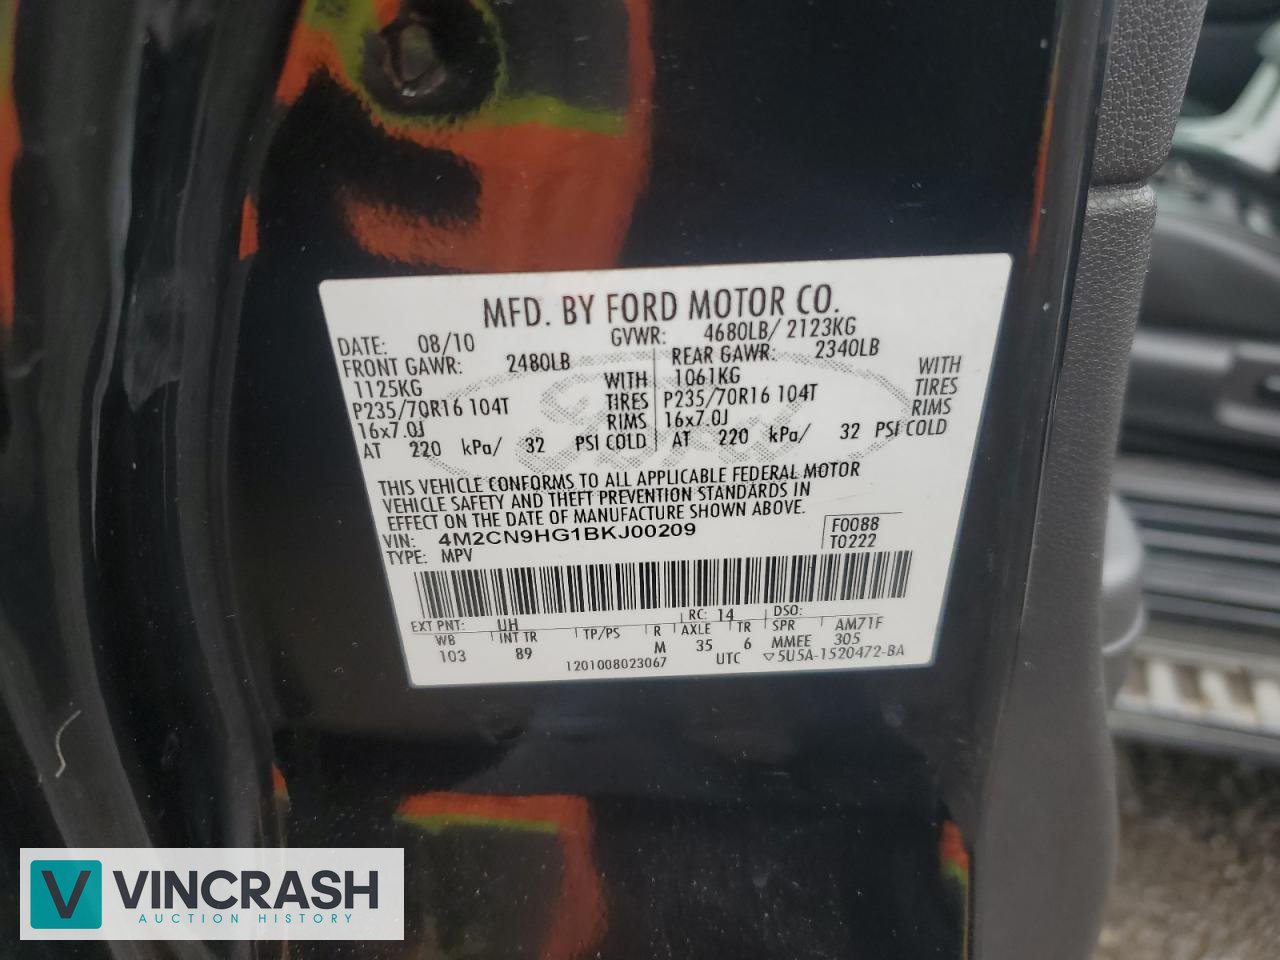 MFD. BY FORD MOTOR CO.
DATE: 08/10 GVWR: 4680LB/ 2123KG
FRONT GAWR: 2480LB REAR GAWR: 2340LB
1125KG WITH 1061KG WITH
P235/70R16 104T TIRES P235/70R16 104T TIRES
16x7.0J RIMS 16x7.0J RIMS
AT 220 kPa/ 32 PSI COLD AT 220 kPa/ 32 PSI COLD
Ford
THIS VEHICLE CONFORMS TO ALL APPLICABLE FEDERAL MOTOR
VEHICLE SAFETY AND THEFT PREVENTION STANDARDS IN
EFFECT ON THE DATE OF MANUFACTURE SHOWN ABOVE.
VIN: 4M2CN9HG1BKJ00209 F0088
TYPE: MPV T0222
EXT PNT: UH RC: 14 DSO:
WB INT TR TP/PS R AXLE TR SPR AM71F
103 89 M 35 6 MMEE 305
1201008023067 UTC ▽5U5A-1520472-BA
V VINCRASH
AUCTION HISTORY